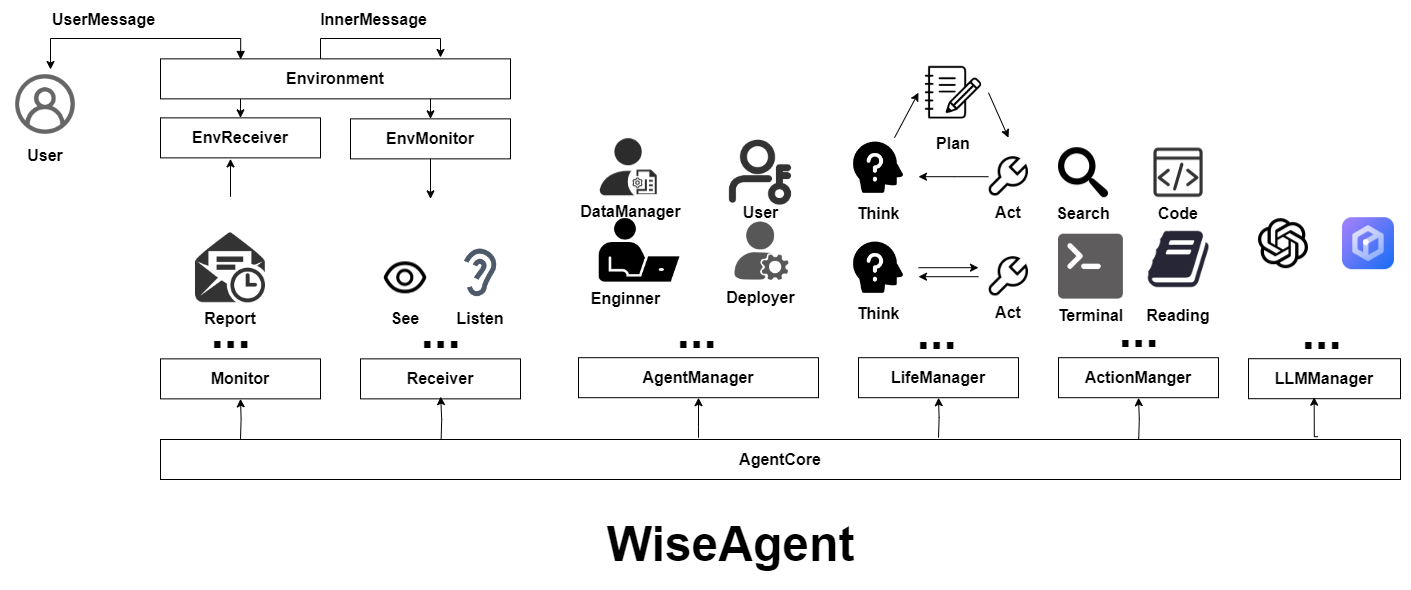 UserMessage
InnerMessage
Environment
EnvReceiver
EnvMonitor
User
Plan
DataManager
User
Think
Act
Search
Code
Enginner
Deployer
Report
See
Listen
Think
Act
Terminal
Reading
Monitor
Receiver
AgentManager
LifeManager
ActionManger
LLMManager
AgentCore
WiseAgent